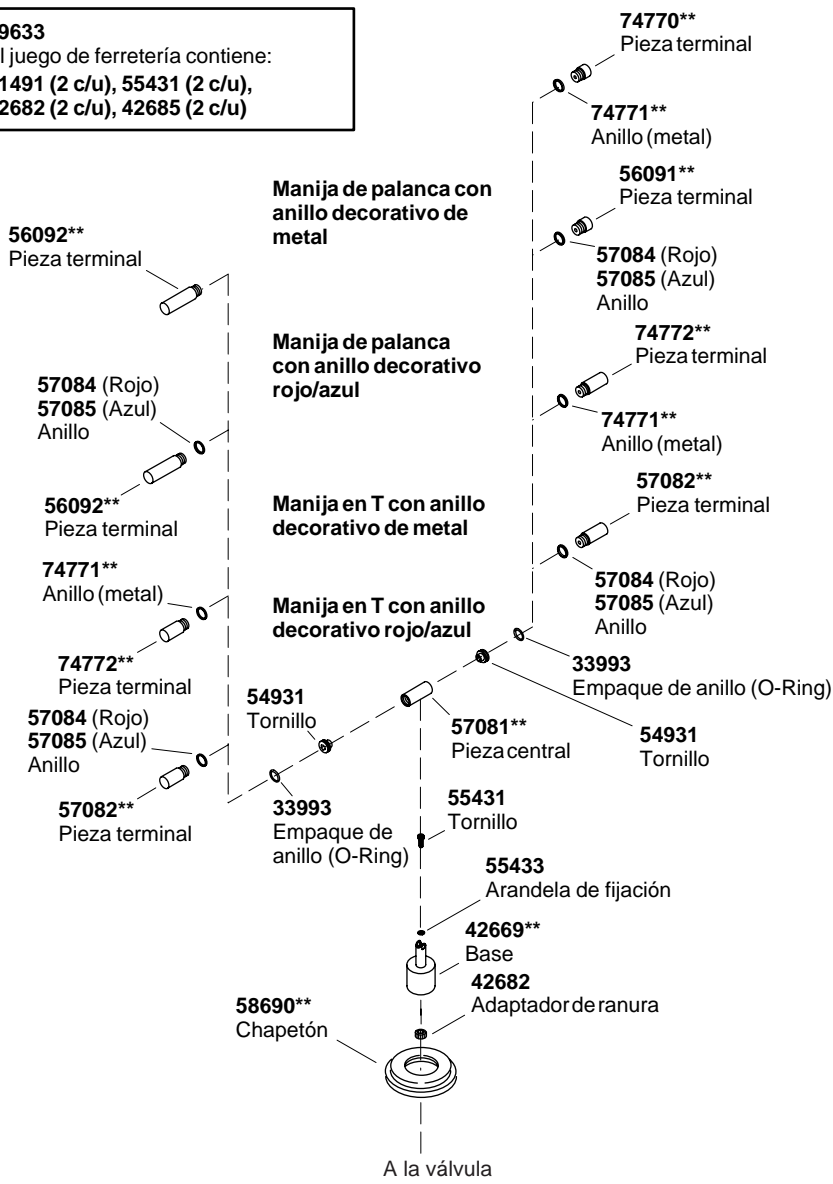 9633
l juego de ferretería contiene:
1491 (2 c/u), 55431 (2 c/u),
2682 (2 c/u), 42685 (2 c/u)
74770**
Pieza terminal
74771**
Anillo (metal)
56091**
Pieza terminal
57084 (Rojo)
57085 (Azul)
Anillo
74772**
Pieza terminal
74771**
Anillo (metal)
57082**
Pieza terminal
57084 (Rojo)
57085 (Azul)
Anillo
Manija de palanca con
anillo decorativo de
metal
Manija de palanca
con anillo decorativo
rojo/azul
Manija en T con anillo
decorativo de metal
Manija en T con anillo
decorativo rojo/azul
56092**
Pieza terminal
57084 (Rojo)
57085 (Azul)
Anillo
56092**
Pieza terminal
74771**
Anillo (metal)
74772**
Pieza terminal
57084 (Rojo)
57085 (Azul)
Anillo
57082**
Pieza terminal
54931
Tornillo
33993
Empaque de
anillo (O-Ring)
33993
Empaque de anillo (O-Ring)
54931
Tornillo
57081**
Pieza central
55431
Tornillo
55433
Arandela de fijación
42669**
Base
42682
Adaptador de ranura
58690**
Chapetón
A la válvula